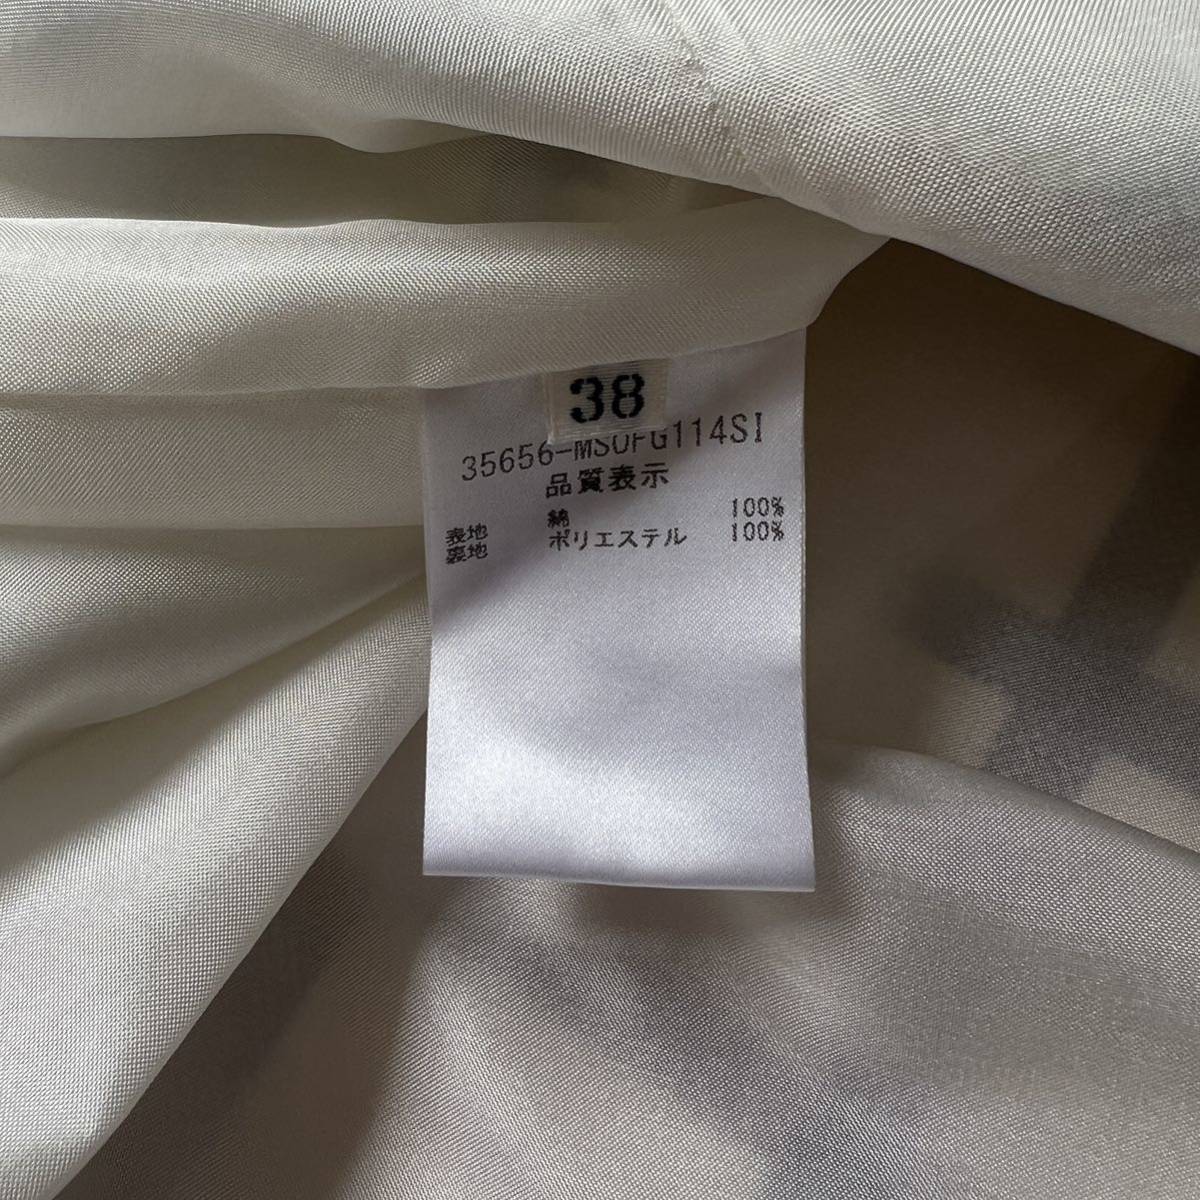 38
35656-MSOFG114SI
品質表示
表地 綿 100%
裏地 ポリエステル 100%